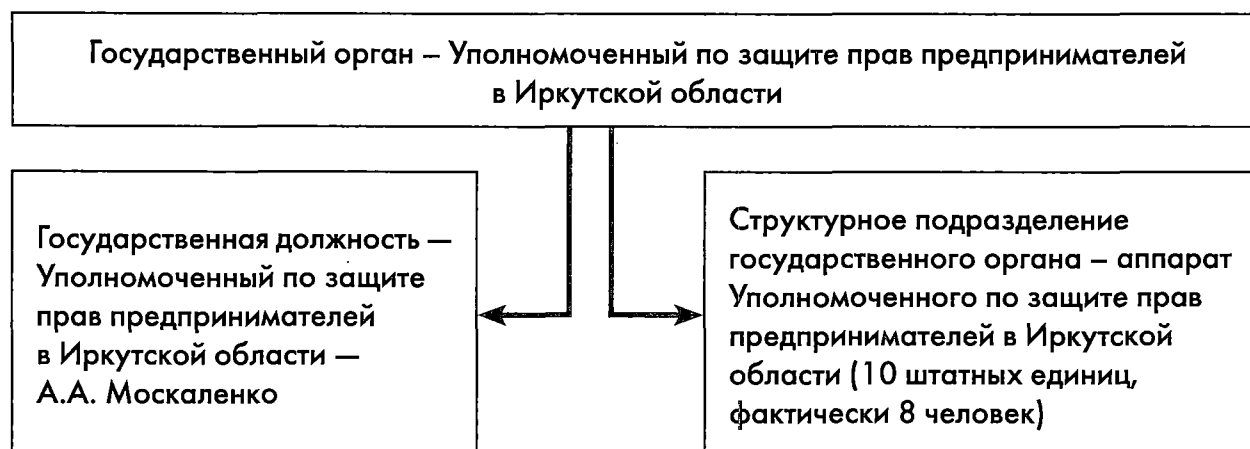 Государственный орган – Уполномоченный по защите прав предпринимателей
в Иркутской области
Государственная должность —
Уполномоченный по защите
прав предпринимателей
в Иркутской области —
А.А. Москаленко
Структурное подразделение
государственного органа – аппарат
Уполномоченного по защите прав
предпринимателей в Иркутской
области (10 штатных единиц,
фактически 8 человек)